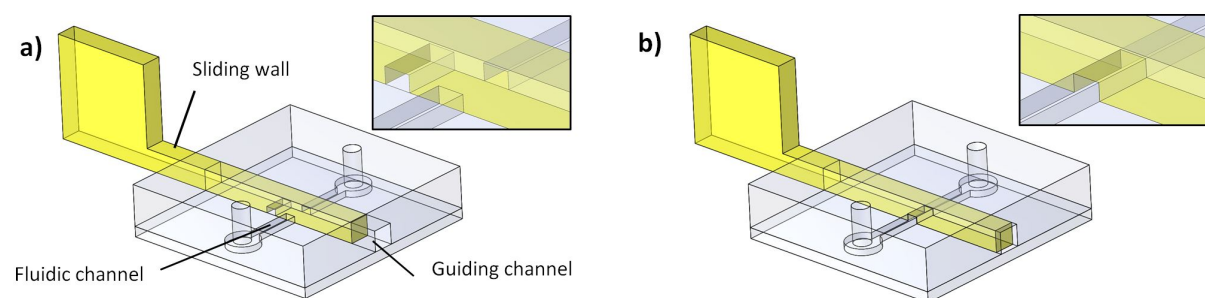 a)
Sliding wall
Fluidic channel
Guiding channel
b)